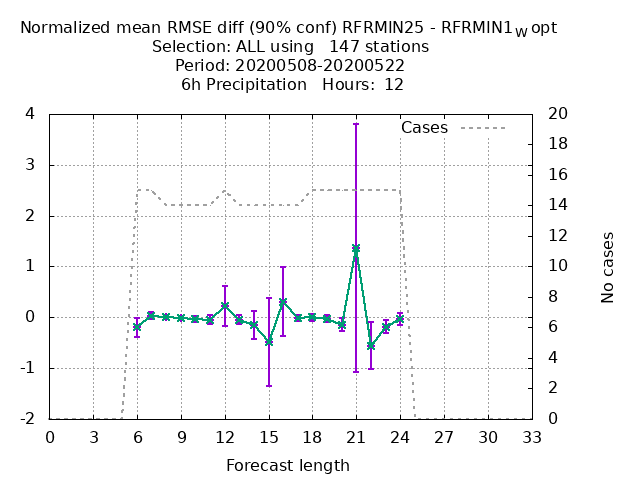 Normalized mean RMSE diff (90% conf) RFRMIN25 - RFRMIN1W opt
Selection: ALL using 147 stations
Period: 20200508-20200522
6h Precipitation Hours: 12
Cases
4
3
2
1
0
-1
-2
20
18
16
14
12
10
8
6
4
2
0
No cases
0 3 6 9 12 15 18 21 24 27 30 33
Forecast length